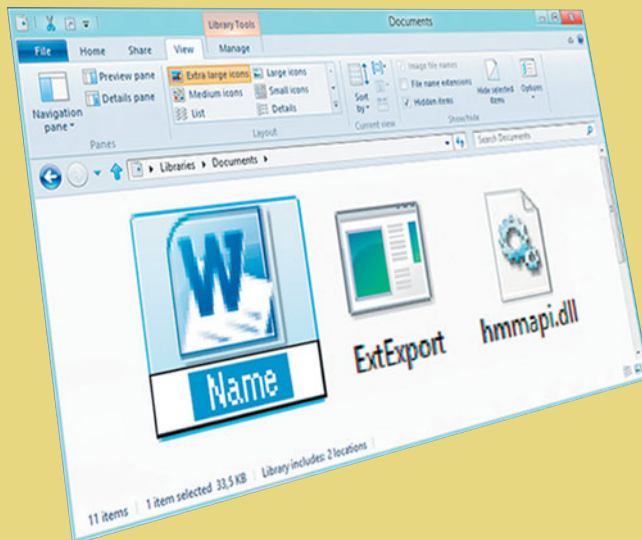 Library Tools Documents
File Home Share View Manage
Preview pane Extra large icons Large icons Image file names
Details pane Medium icons Small icons File name extensions
Navigation pane List Details Sort by Hidden items Hide selected items Options
Panes Layout Current view Show/hide
Libraries Documents Search Documents
W
Name ExtExport hmmapi.dll
11 items 1 item selected 33,5 KB Library includes: 2 locations